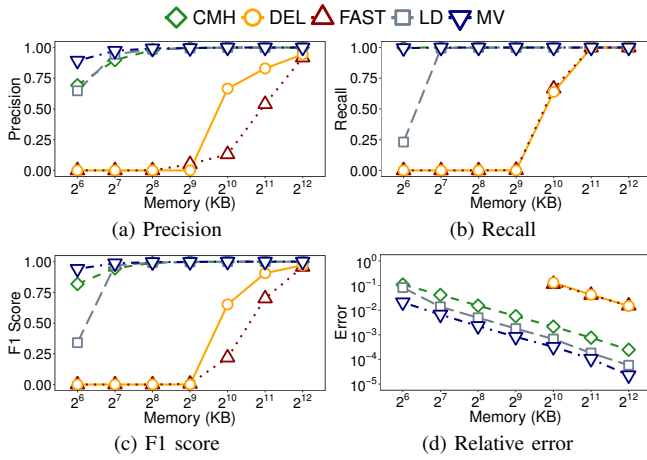 CMH DEL FAST LD MV
1.00
0.75
0.50
0.25
0.00
Precision
2^6 2^7 2^8 2^9 2^10 2^11 2^12
Memory (KB)
(a) Precision
1.00
0.75
0.50
0.25
0.00
Recall
2^6 2^7 2^8 2^9 2^10 2^11 2^12
Memory (KB)
(b) Recall
1.00
0.75
0.50
0.25
0.00
F1 Score
2^6 2^7 2^8 2^9 2^10 2^11 2^12
Memory (KB)
(c) F1 score
10^0
10^-1
10^-2
10^-3
10^-4
10^-5
Error
2^6 2^7 2^8 2^9 2^10 2^11 2^12
Memory (KB)
(d) Relative error